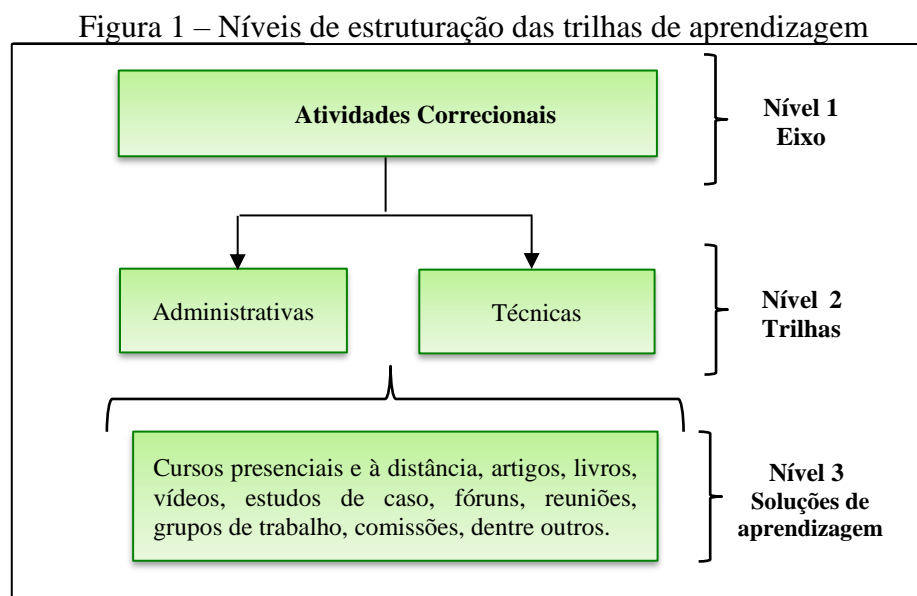 Figura 1 – Níveis de estruturação das trilhas de aprendizagem
Atividades Correcionais
Nível 1
Eixo
Administrativas
Técnicas
Nível 2
Trilhas
Cursos presenciais e à distância, artigos, livros,
vídeos, estudos de caso, fóruns, reuniões,
grupos de trabalho, comissões, dentre outros.
Nível 3
Soluções de
aprendizagem